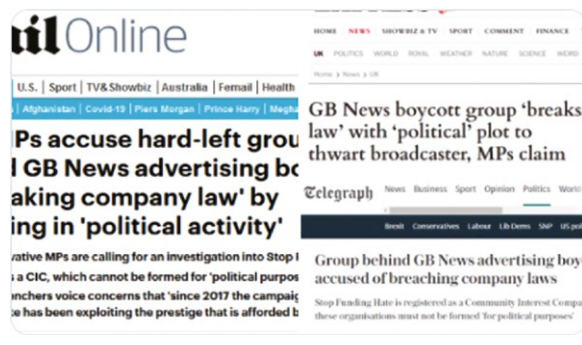 il Online
U.S. | Sport | TV&Showbiz | Australia | Femail | Health
Afghanistan | Covid-19 | Piers Morgan | Prince Harry | Megha
Ps accuse hard-left grou
GB News advertising bo
aking company law' by
ing in 'political activity'
vative MPs are calling for an investigation into Stop F
a CIC, which cannot be formed for 'political purpos
nchers voice concerns that 'since 2017 the campaig
e has been exploiting the prestige that is afforded b
HOME NEWS SHOWBIZ & TV SPORT COMMENT FINANCE
UK POLITICS WORLD ROYAL WEATHER NATURE SCIENCE WEIRD
Home > News > UK
GB News boycott group 'breaks
law' with 'political' plot to
thwart broadcaster, MPs claim
Telegraph News Business Sport Opinion Politics World
Brexit Conservatives Labour Lib Dems SNP US pol
Group behind GB News advertising boy
accused of breaching company laws
Stop Funding Hate is registered as a Community Interest Compa
these organisations must not be formed 'for political purposes'